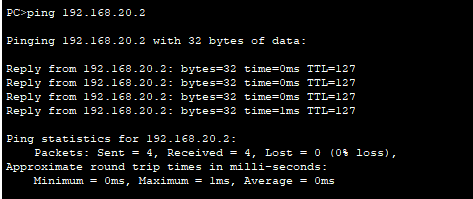 PC>ping 192.168.20.2
Pinging 192.168.20.2 with 32 bytes of data:
Reply from 192.168.20.2: bytes=32 time=0ms TTL=127
Reply from 192.168.20.2: bytes=32 time=0ms TTL=127
Reply from 192.168.20.2: bytes=32 time=0ms TTL=127
Reply from 192.168.20.2: bytes=32 time=1ms TTL=127
Ping statistics for 192.168.20.2:
Packets: Sent = 4, Received = 4, Lost = 0 (0% loss),
Approximate round trip times in milli-seconds:
Minimum = 0ms, Maximum = 1ms, Average = 0ms